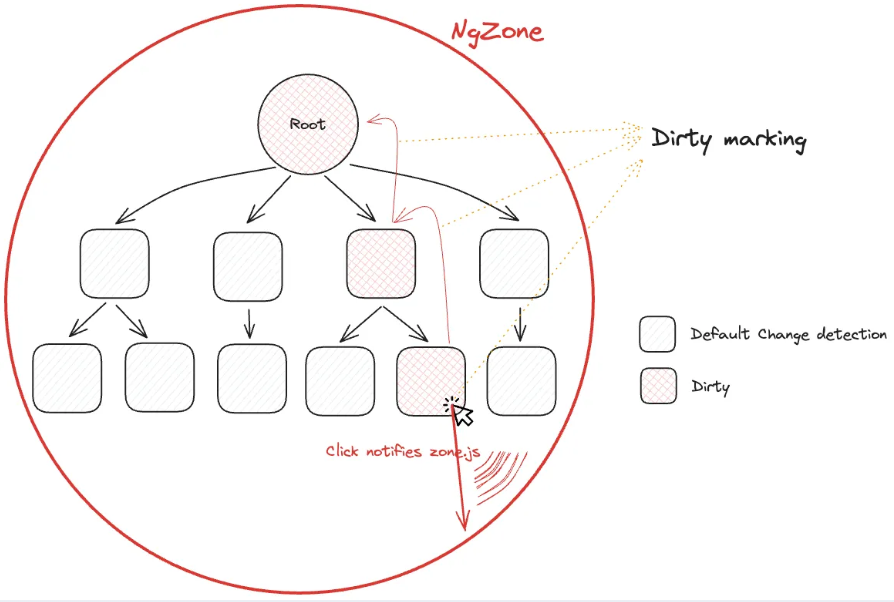 NgZone
Root
Dirty marking
Default Change detection
Dirty
Click notifies zone.js